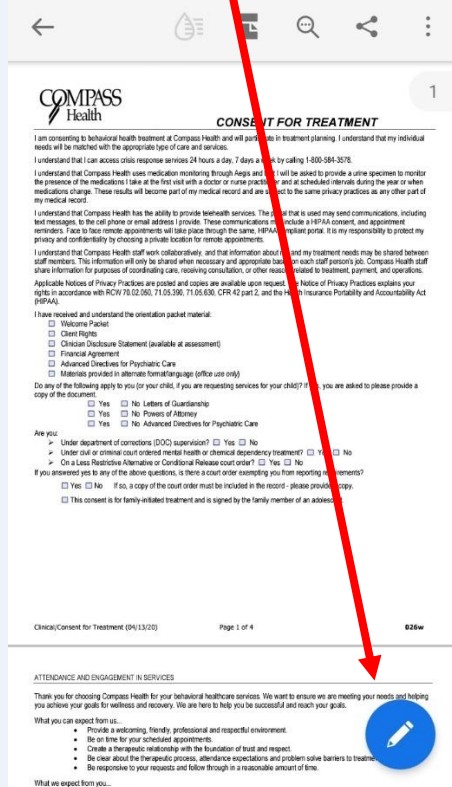 1
COMPASS
Health
CONSENT FOR TREATMENT
I am consenting to behavioral health treatment at Compass Health and will participate in treatment planning. I understand that my individual
needs will be matched with the appropriate type of care and services.
I understand that I can access crisis response services 24 hours a day, 7 days a week by calling 1-800-584-3578.
I understand that Compass Health uses medication monitoring through Aegis and that I will be asked to provide a urine specimen to monitor
the presence of the medications I take at the first visit with a doctor or nurse practitioner and at scheduled intervals during the year or when
medications change. These results will become part of my medical record and are subject to the same privacy practices as any other part of
my medical record.
I understand that Compass Health has the ability to provide telehealth services. The portal that is used may send communications, including
text messages, to the cell phone or email address I provide. These communications may include a HIPAA consent, and appointment
reminders. Face to face remote appointments will take place through the same, HIPAA compliant portal. It is my responsibility to protect my
privacy and confidentiality by choosing a private location for remote appointments.
I understand that Compass Health staff work collaboratively, and that information about me and my treatment needs may be shared between
staff members. This information will only be shared when necessary and appropriate based on each staff person's job. Compass Health staff
share information for purposes of coordinating care, receiving consultation, or other reasons related to treatment, payment, and operations.
Applicable Notices of Privacy Practices are posted and copies are available upon request. The Notice of Privacy Practices explains your
rights in accordance with RCW 70.02.050, 71.05.390, 71.05.630, CFR 42 part 2, and the Health Insurance Portability and Accountability Act
(HIPAA).
I have received and understand the orientation packet material:
Welcome Packet
Client Rights
Clinician Disclosure Statement (available at assessment)
Financial Agreement
Advanced Directives for Psychiatric Care
Materials provided in alternate format/language (office use only)
Do any of the following apply to you (or your child, if you are requesting services for your child)? If yes, you are asked to please provide a
copy of the document.
Yes No Letters of Guardianship
Yes No Powers of Attorney
Yes No Advanced Directives for Psychiatric Care
Are you:
➢ Under department of corrections (DOC) supervision? Yes No
➢ Under civil or criminal court ordered mental health or chemical dependency treatment? Yes No
➢ On a Less Restrictive Alternative or Conditional Release court order? Yes No
If you answered yes to any of the above questions, is there a court order exempting you from reporting requirements?
Yes No If so, a copy of the court order must be included in the record - please provide a copy.
This consent is for family-initiated treatment and is signed by the family member of an adolescent.
Clinical/Consent for Treatment (04/13/20) Page 1 of 4 026w
ATTENDANCE AND ENGAGEMENT IN SERVICES
Thank you for choosing Compass Health for your behavioral healthcare services. We want to ensure we are meeting your needs and helping
you achieve your goals for wellness and recovery. We are here to help you be successful and reach your goals.
What you can expect from us...
• Provide a welcoming, friendly, professional and respectful environment.
• Be on time for your scheduled appointments.
• Create a therapeutic relationship with the foundation of trust and respect.
• Be clear about the therapeutic process, attendance expectations and problem solve barriers to
• Be responsive to your requests and follow through in a reasonable amount of time.
What we expect from you...